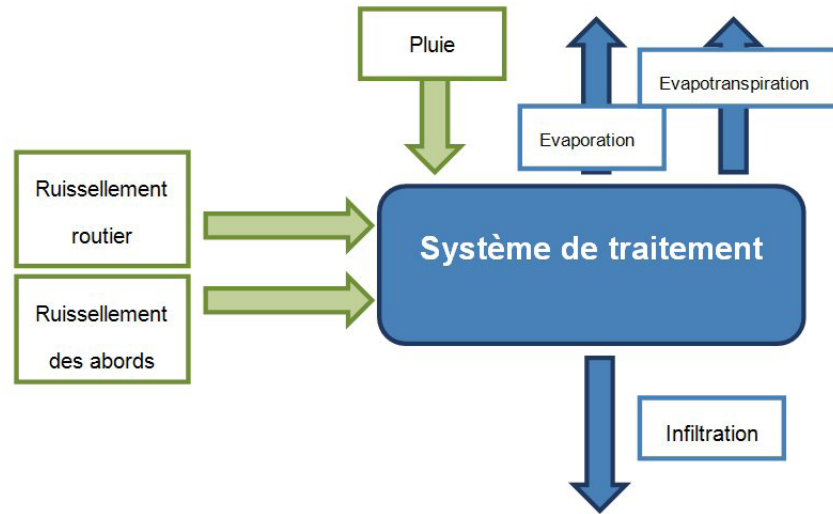 Pluie
Evapotranspiration
Evaporation
Ruissellement
routier
Système de traitement
Ruissellement
des abords
Infiltration